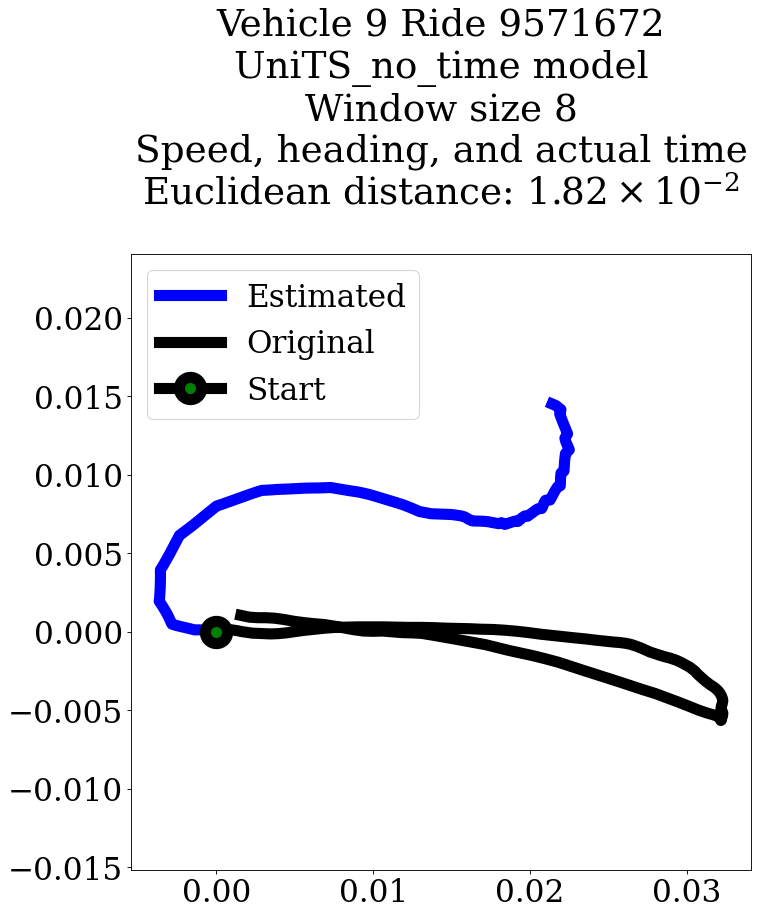 Vehicle 9 Ride 9571672
UniTS_no_time model
Window size 8
Speed, heading, and actual time
Euclidean distance: 1.82 × 10⁻²
Estimated
Original
Start
0.020
0.015
0.010
0.005
0.000
−0.005
−0.010
−0.015
0.00 0.01 0.02 0.03